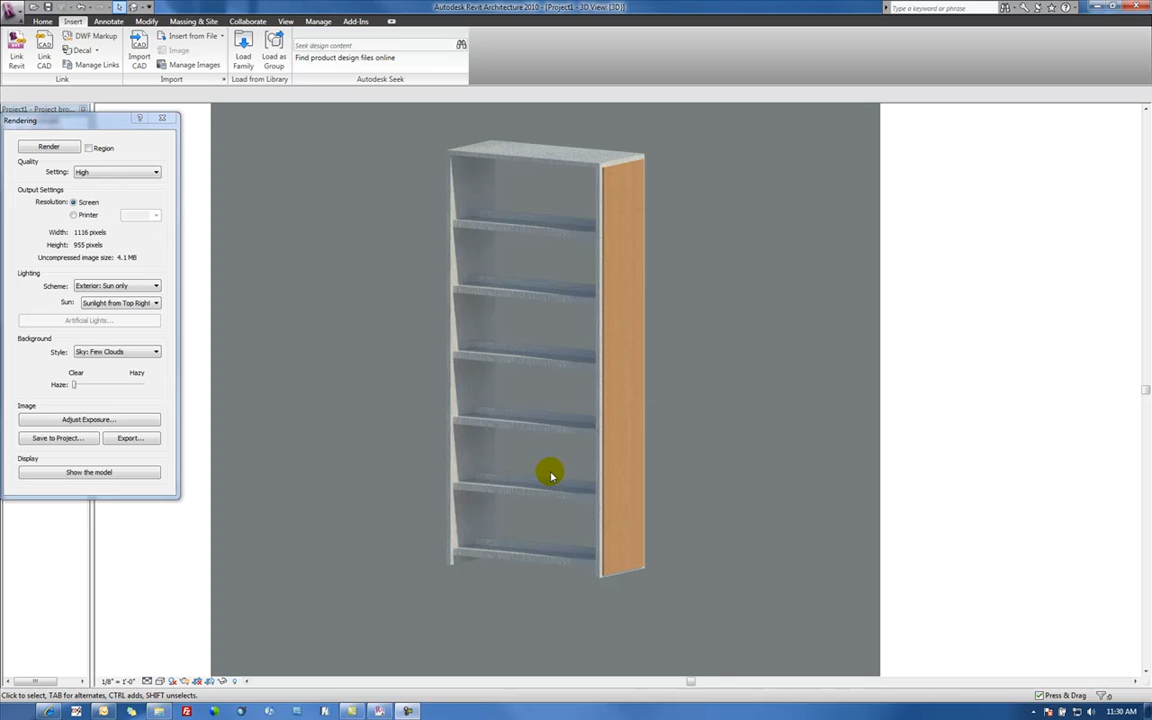 Autodesk Revit Architecture 2010 - [Project1 - 3D View: {3D}]
Type a keyword or phrase
Home Insert Annotate Modify Massing & Site Collaborate View Manage Add-Ins
Link Revit
Link CAD
DWF Markup
Decal
Manage Links
Link
Import CAD
Insert from File
Image
Manage Images
Import
Load Family
Load as Group
Load from Library
Seek design content
Find product design files online
Autodesk Seek
Project1 - Project bro...
Rendering
Render Region
Quality
Setting: High
Output Settings
Resolution: Screen
Printer
Width: 1116 pixels
Height: 955 pixels
Uncompressed image size: 4.1 MB
Lighting
Scheme: Exterior: Sun only
Sun: Sunlight from Top Right
Artificial Lights...
Background
Style: Sky: Few Clouds
Clear Hazy
Haze:
Image
Adjust Exposure...
Save to Project... Export...
Display
Show the model
1/8" = 1'-0"
Click to select, TAB for alternates, CTRL adds, SHIFT unselects.
Press & Drag
:0
11:30 AM